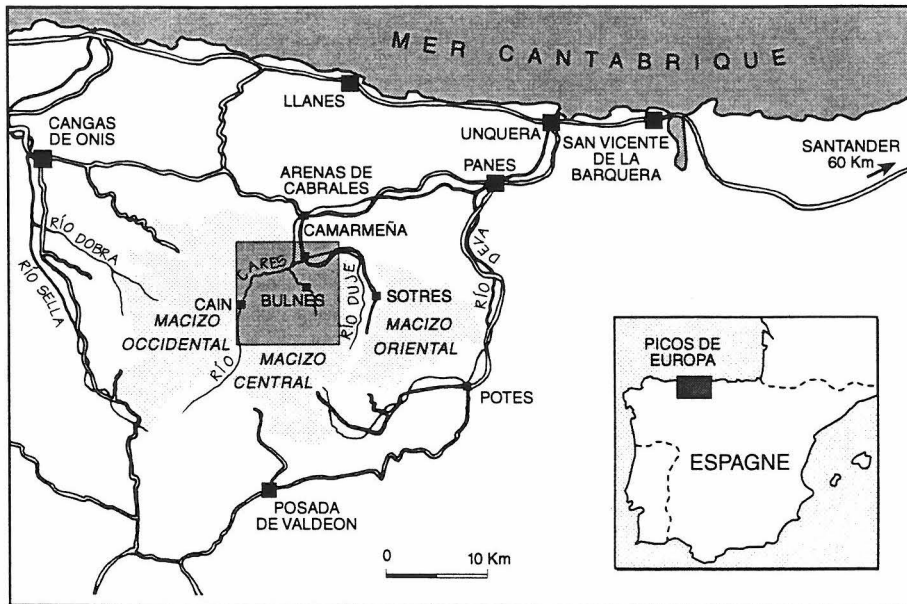 MER CANTABRIQUE
LLANES
CANGAS
DE ONIS
UNQUERA
SAN VICENTE
DE LA
BARQUERA
SANTANDER
60 Km
PANES
ARENAS DE
CABRALES
CAMARMEÑA
RÍO DOBRA
RÍO SELLA
CARES
RÍO
BULNES
CAIN
RÍO DUJE
SOTRES
RÍO DEVA
MACIZO
OCCIDENTAL
MACIZO
ORIENTAL
MACIZO
CENTRAL
POTES
POSADA
DE VALDEON
0 10 Km
PICOS DE
EUROPA
ESPAGNE